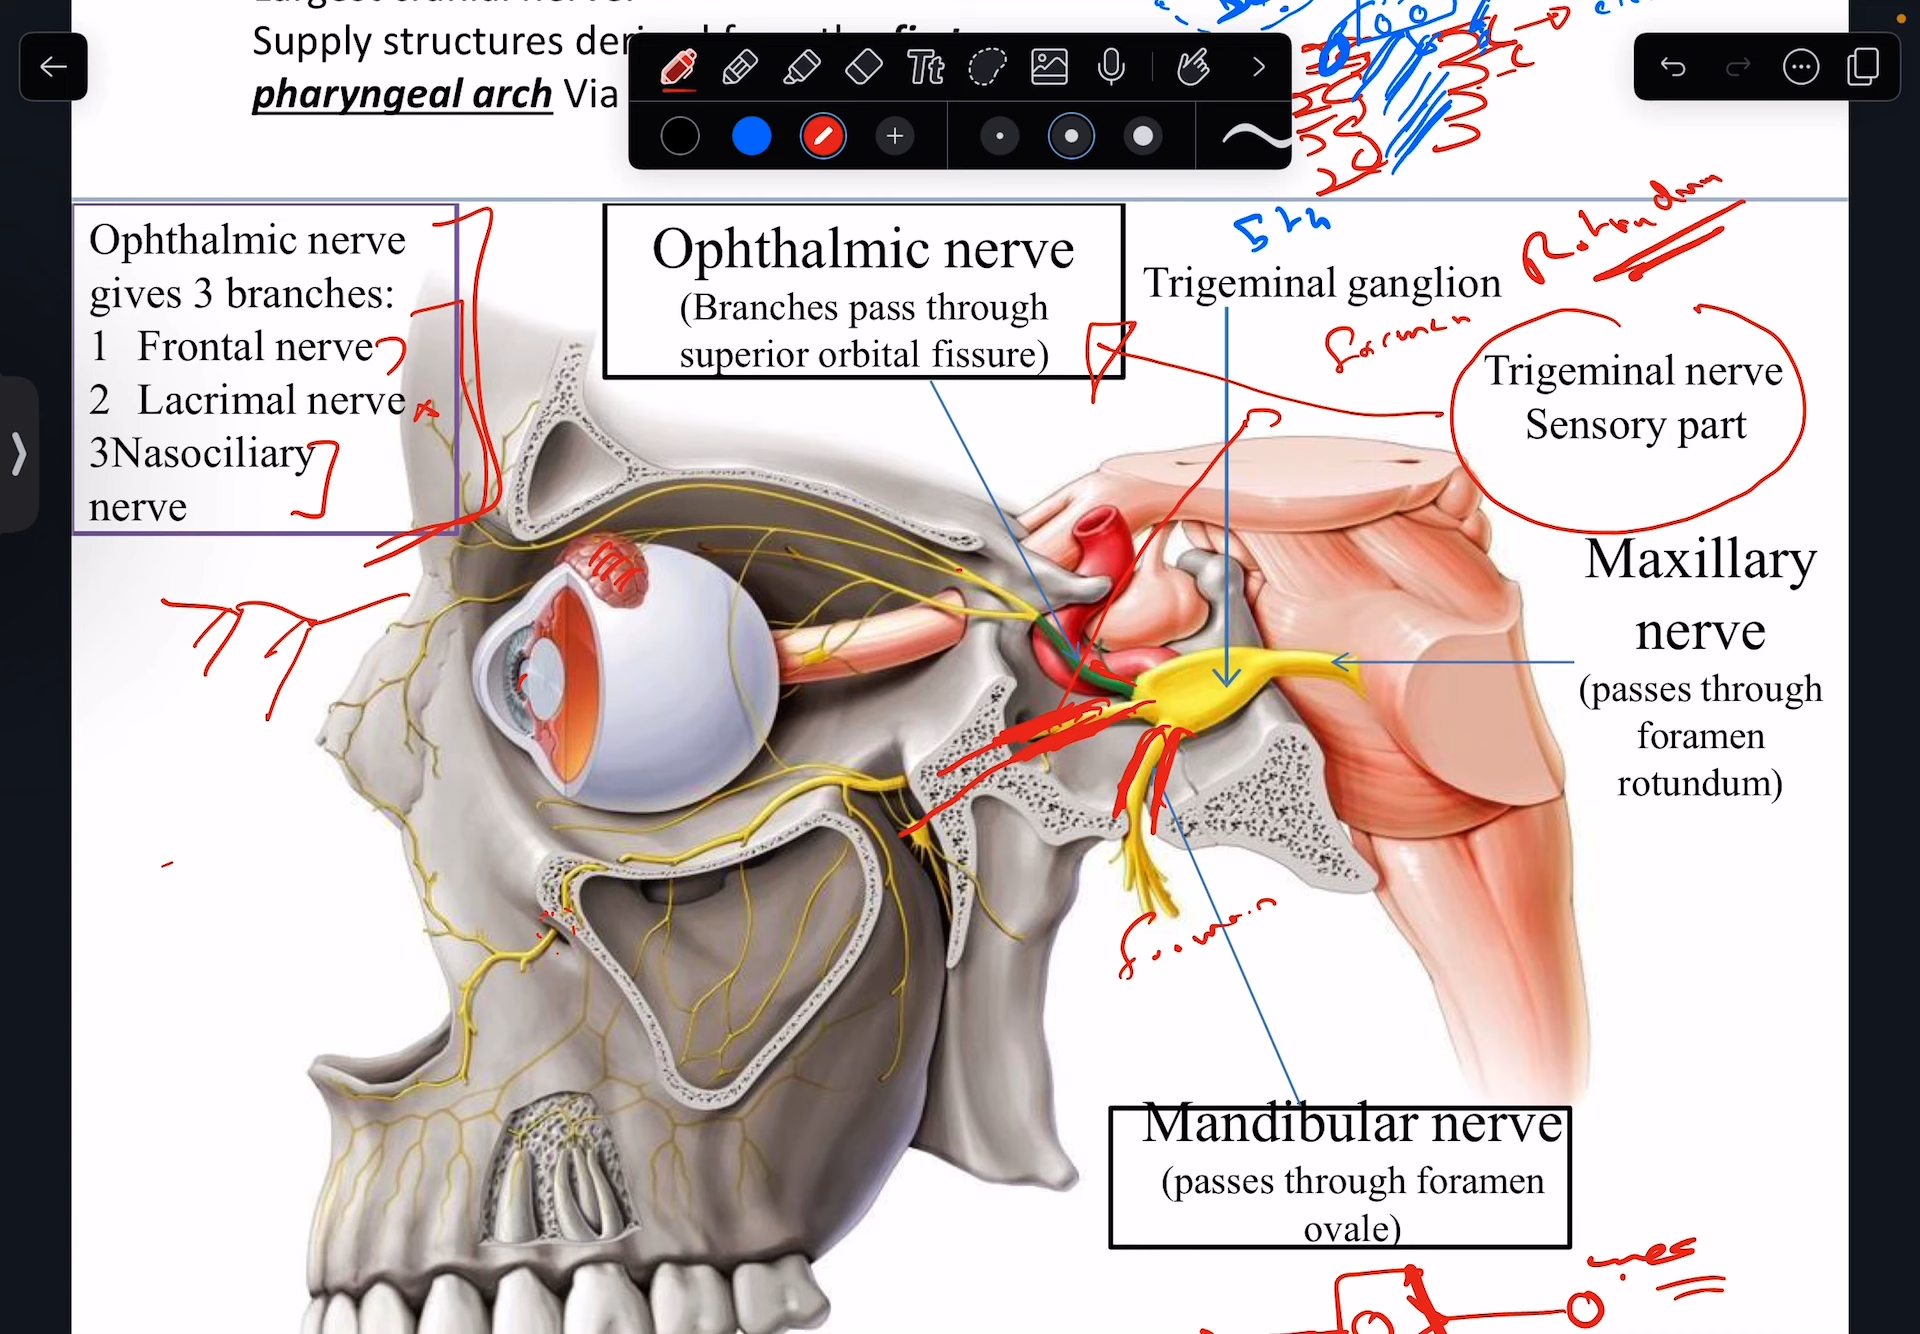 Supply structures
pharyngeal arch Via
Ophthalmic nerve
gives 3 branches:
1 Frontal nerve
2 Lacrimal nerve
3Nasociliary
nerve
Ophthalmic nerve
(Branches pass through
superior orbital fissure)
5th
Trigeminal ganglion
Rotundum
Foramen
Trigeminal nerve
Sensory part
Maxillary
nerve
(passes through
foramen
rotundum)
Mandibular nerve
(passes through foramen
ovale)
Tt